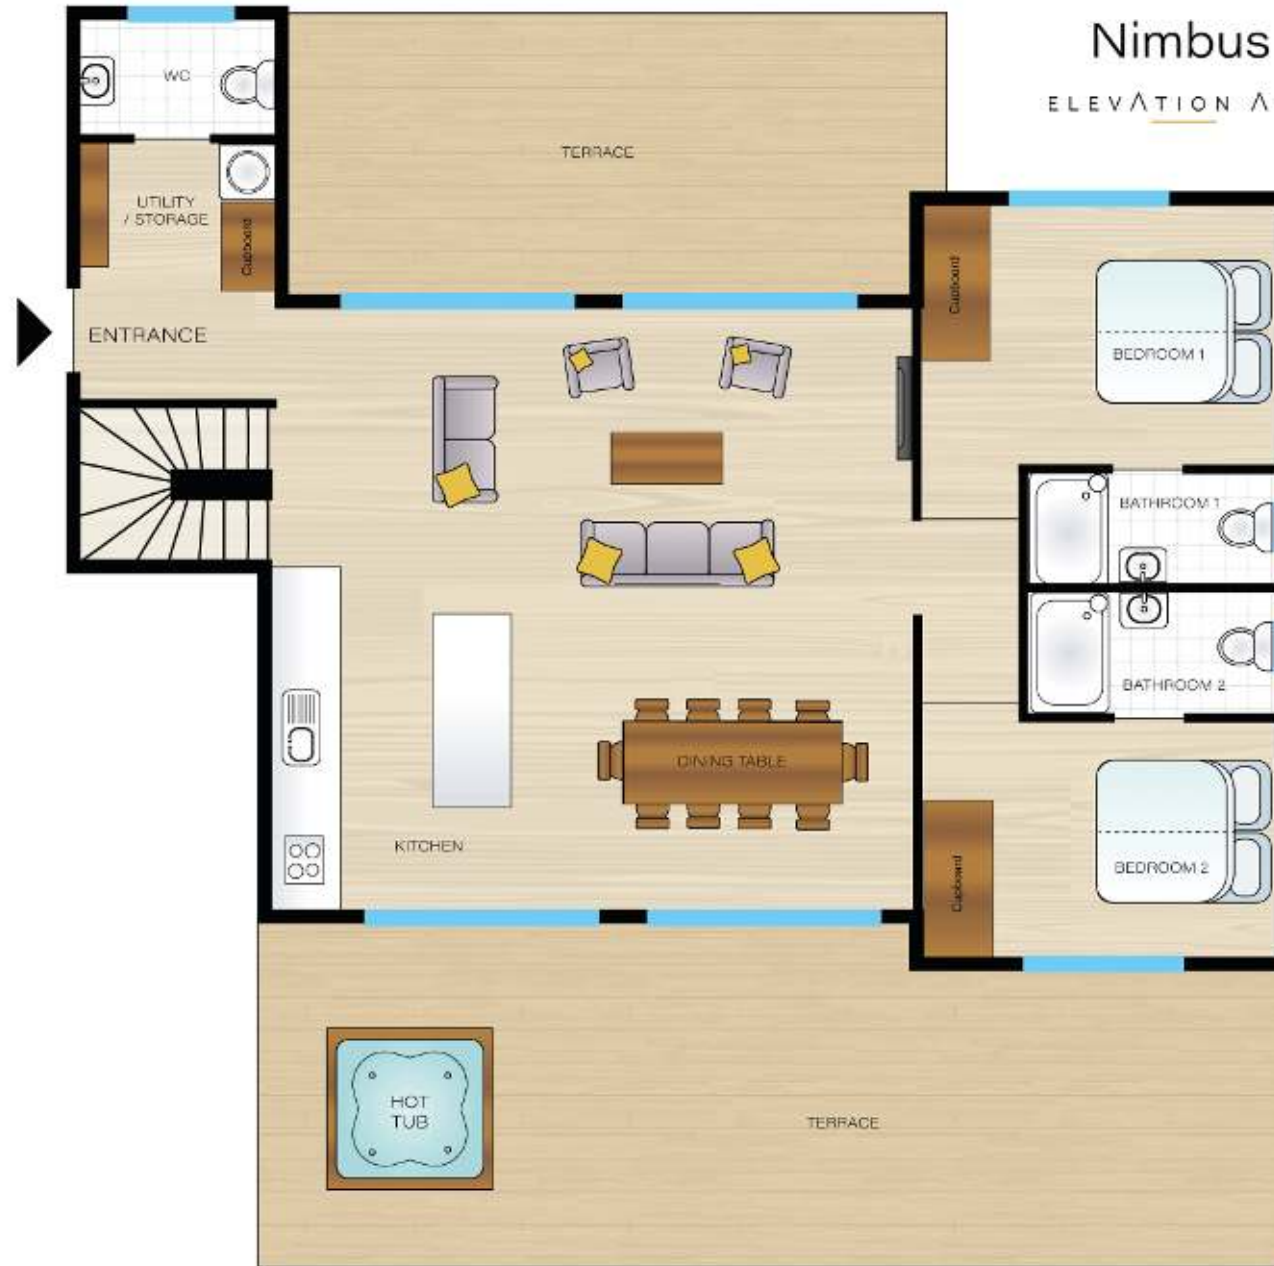 Nimbus
ELEVATION A
WC
TERRACE
UTILITY
/ STORAGE
Cupboard
Cupboard
ENTRANCE
BEDROOM 1
BATHROOM 1
BATHROOM 2
DINING TABLE
KITCHEN
Cupboard
BEDROOM 2
HOT
TUB
TERRACE